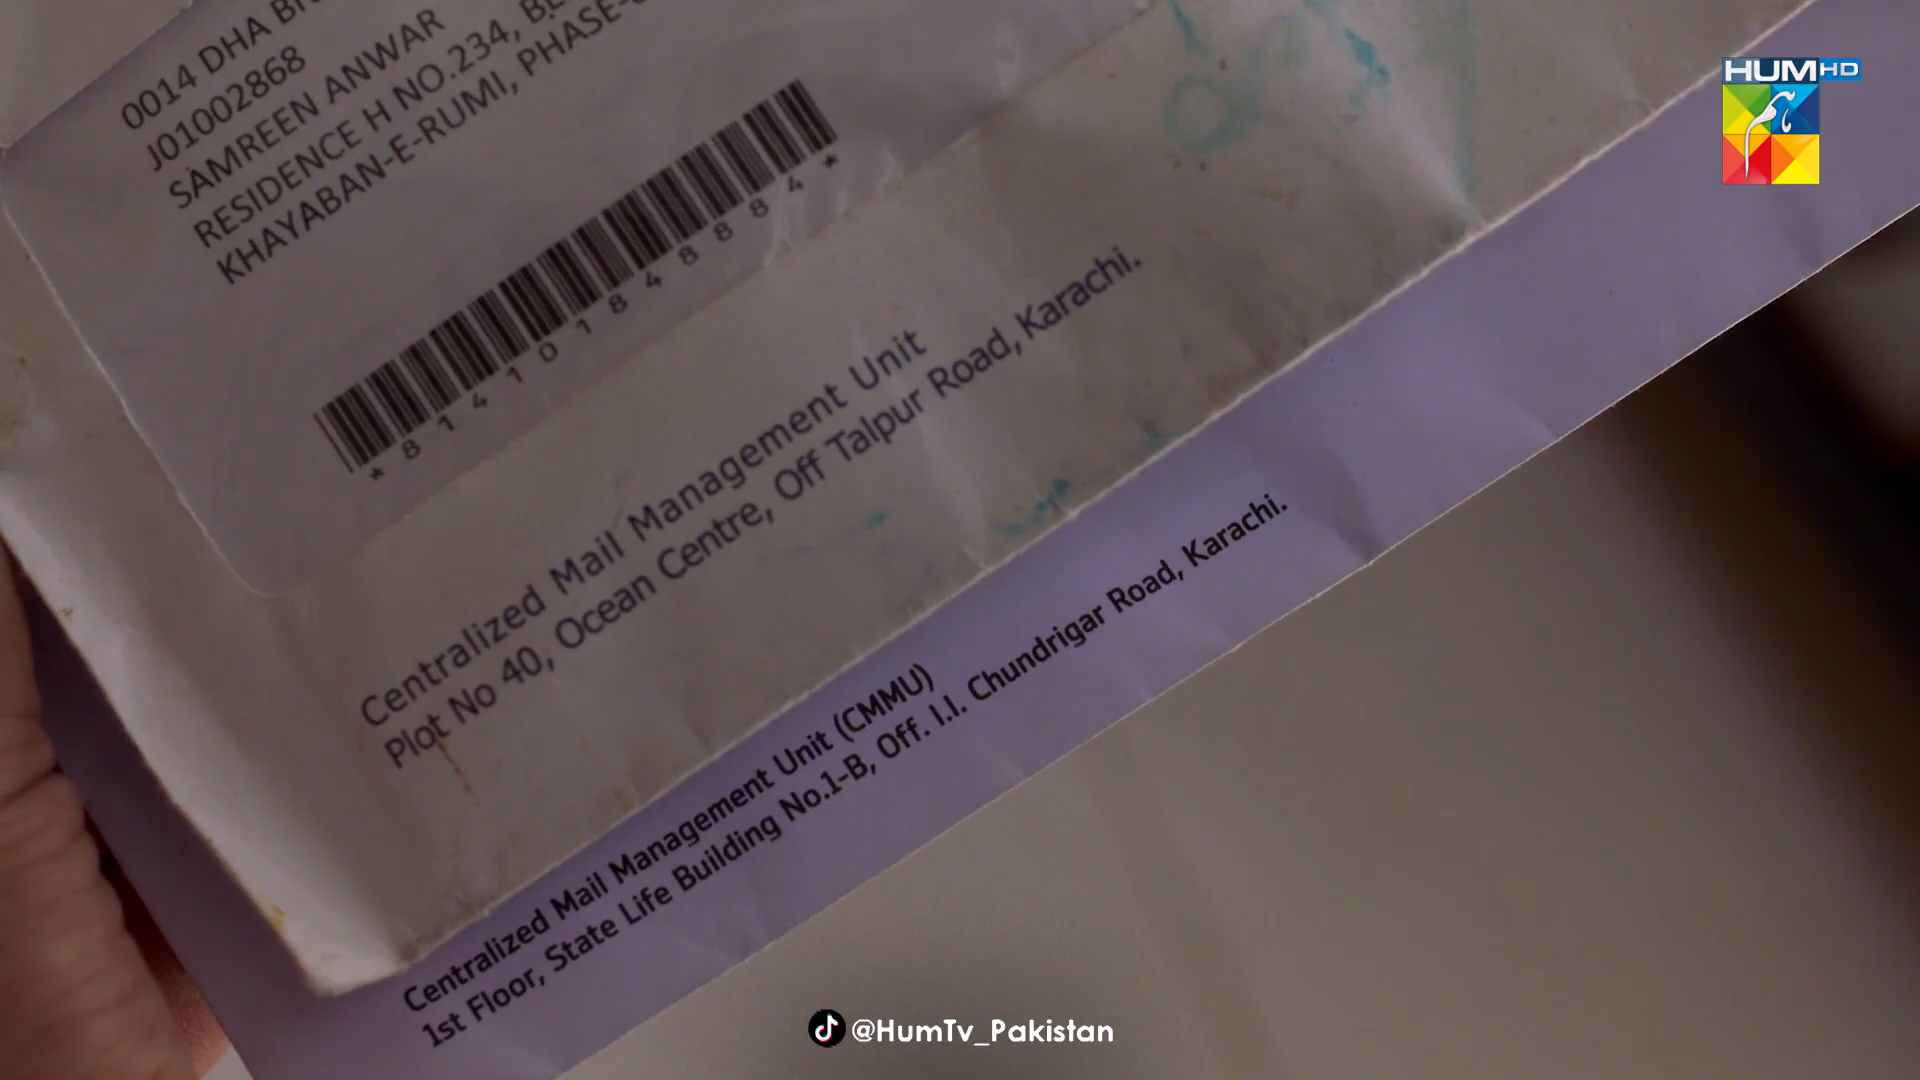 0014 DHA
J01002868
SAMREEN ANWAR
RESIDENCE H NO.234,
KHAYABAN-E-RUMI, PHASE-
*8141018488884*
Centralized Mail Management Unit
Plot No 40, Ocean Centre, Off Talpur Road, Karachi.
Centralized Mail Management Unit (CMMU)
1st Floor, State Life Building No.1-B, Off. I.I. Chundrigar Road, Karachi.
HUM HD
ہم
@HumTv_Pakistan